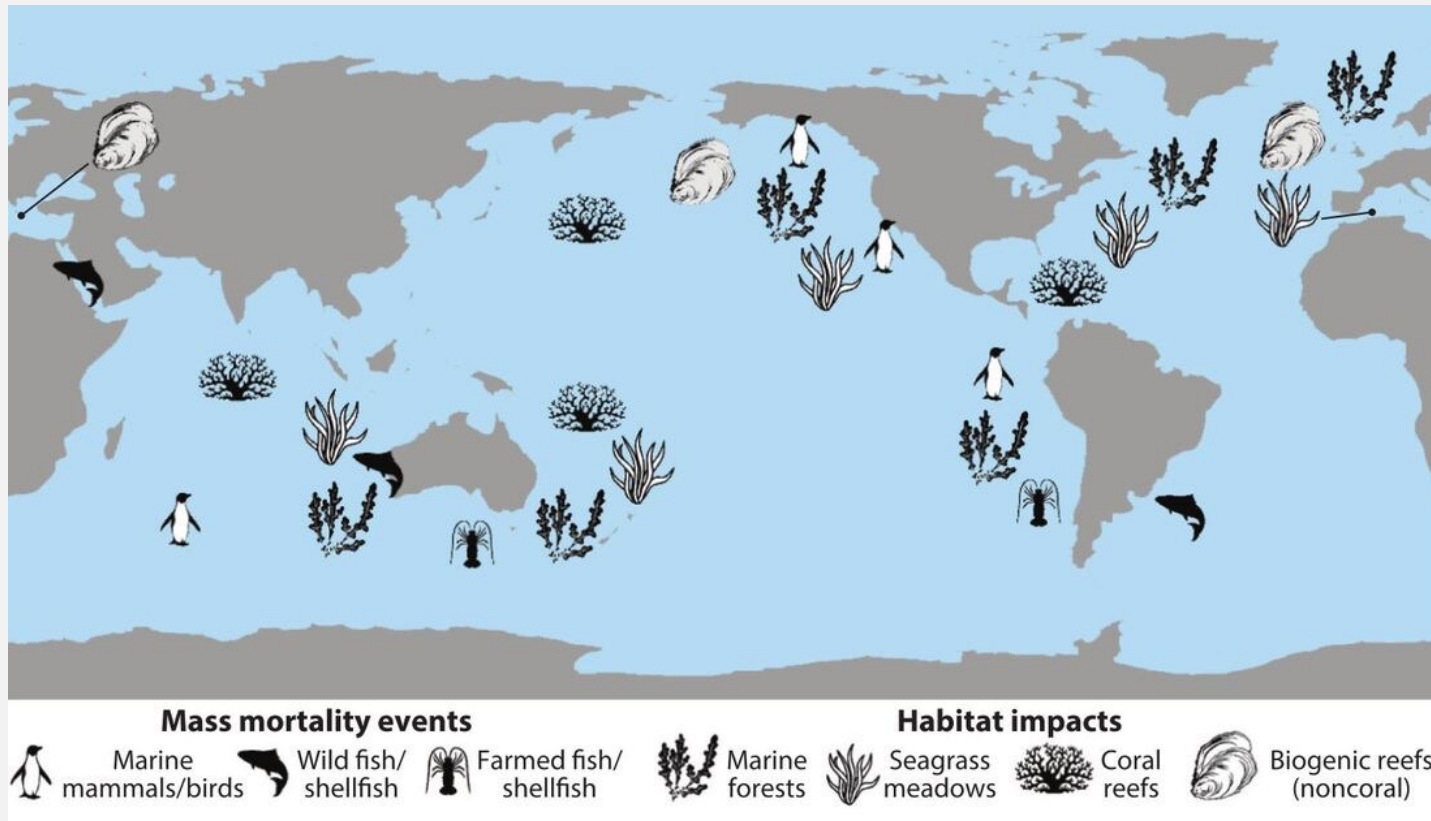 Mass mortality events
Marine
mammals/birds
Wild fish/
shellfish
Farmed fish/
shellfish
Habitat impacts
Marine
forests
Seagrass
meadows
Coral
reefs
Biogenic reefs
(noncoral)